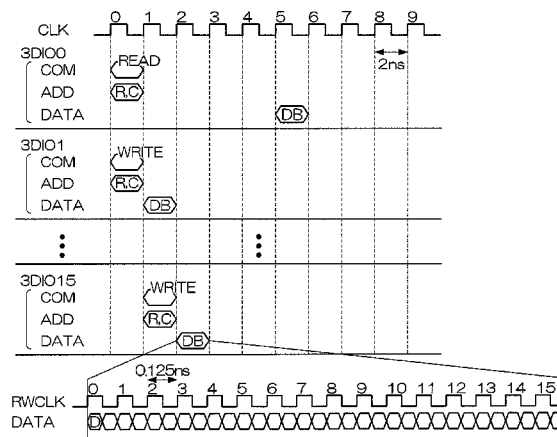 0 1 2 3 4 5 6 7 8 9
CLK
3DIO0
READ
COM
2ns
ADD R,C
DATA DB
3DIO1
WRITE
COM
ADD R,C
DATA DB
3DIO15
WRITE
COM
ADD R,C
DATA DB
0.125ns
0 1 2 3 4 5 6 7 8 9 10 11 12 13 14 15
RWCLK
DATA D